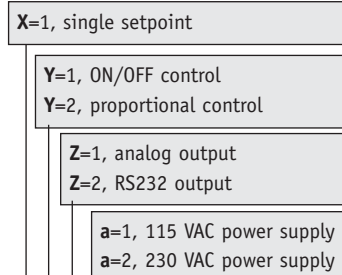 X=1, single setpoint
Y=1, ON/OFF control
Y=2, proportional control
Z=1, analog output
Z=2, RS232 output
a=1, 115 VAC power supply
a=2, 230 VAC power supply